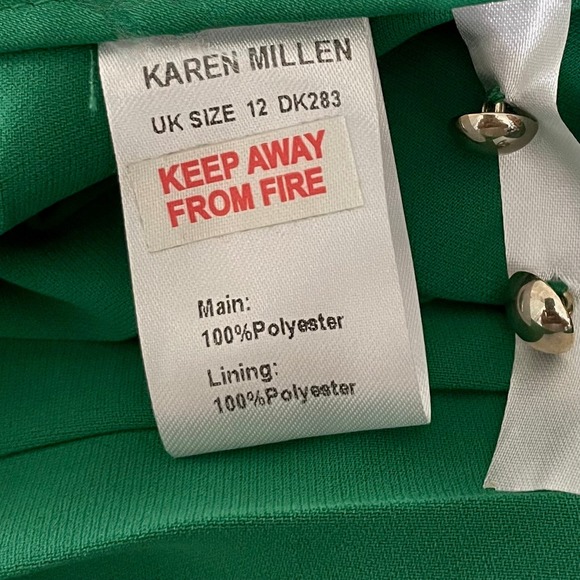 KAREN MILLEN
UK SIZE 12 DK283
KEEP AWAY
FROM FIRE
Main:
100%Polyester
Lining:
100%Polyester